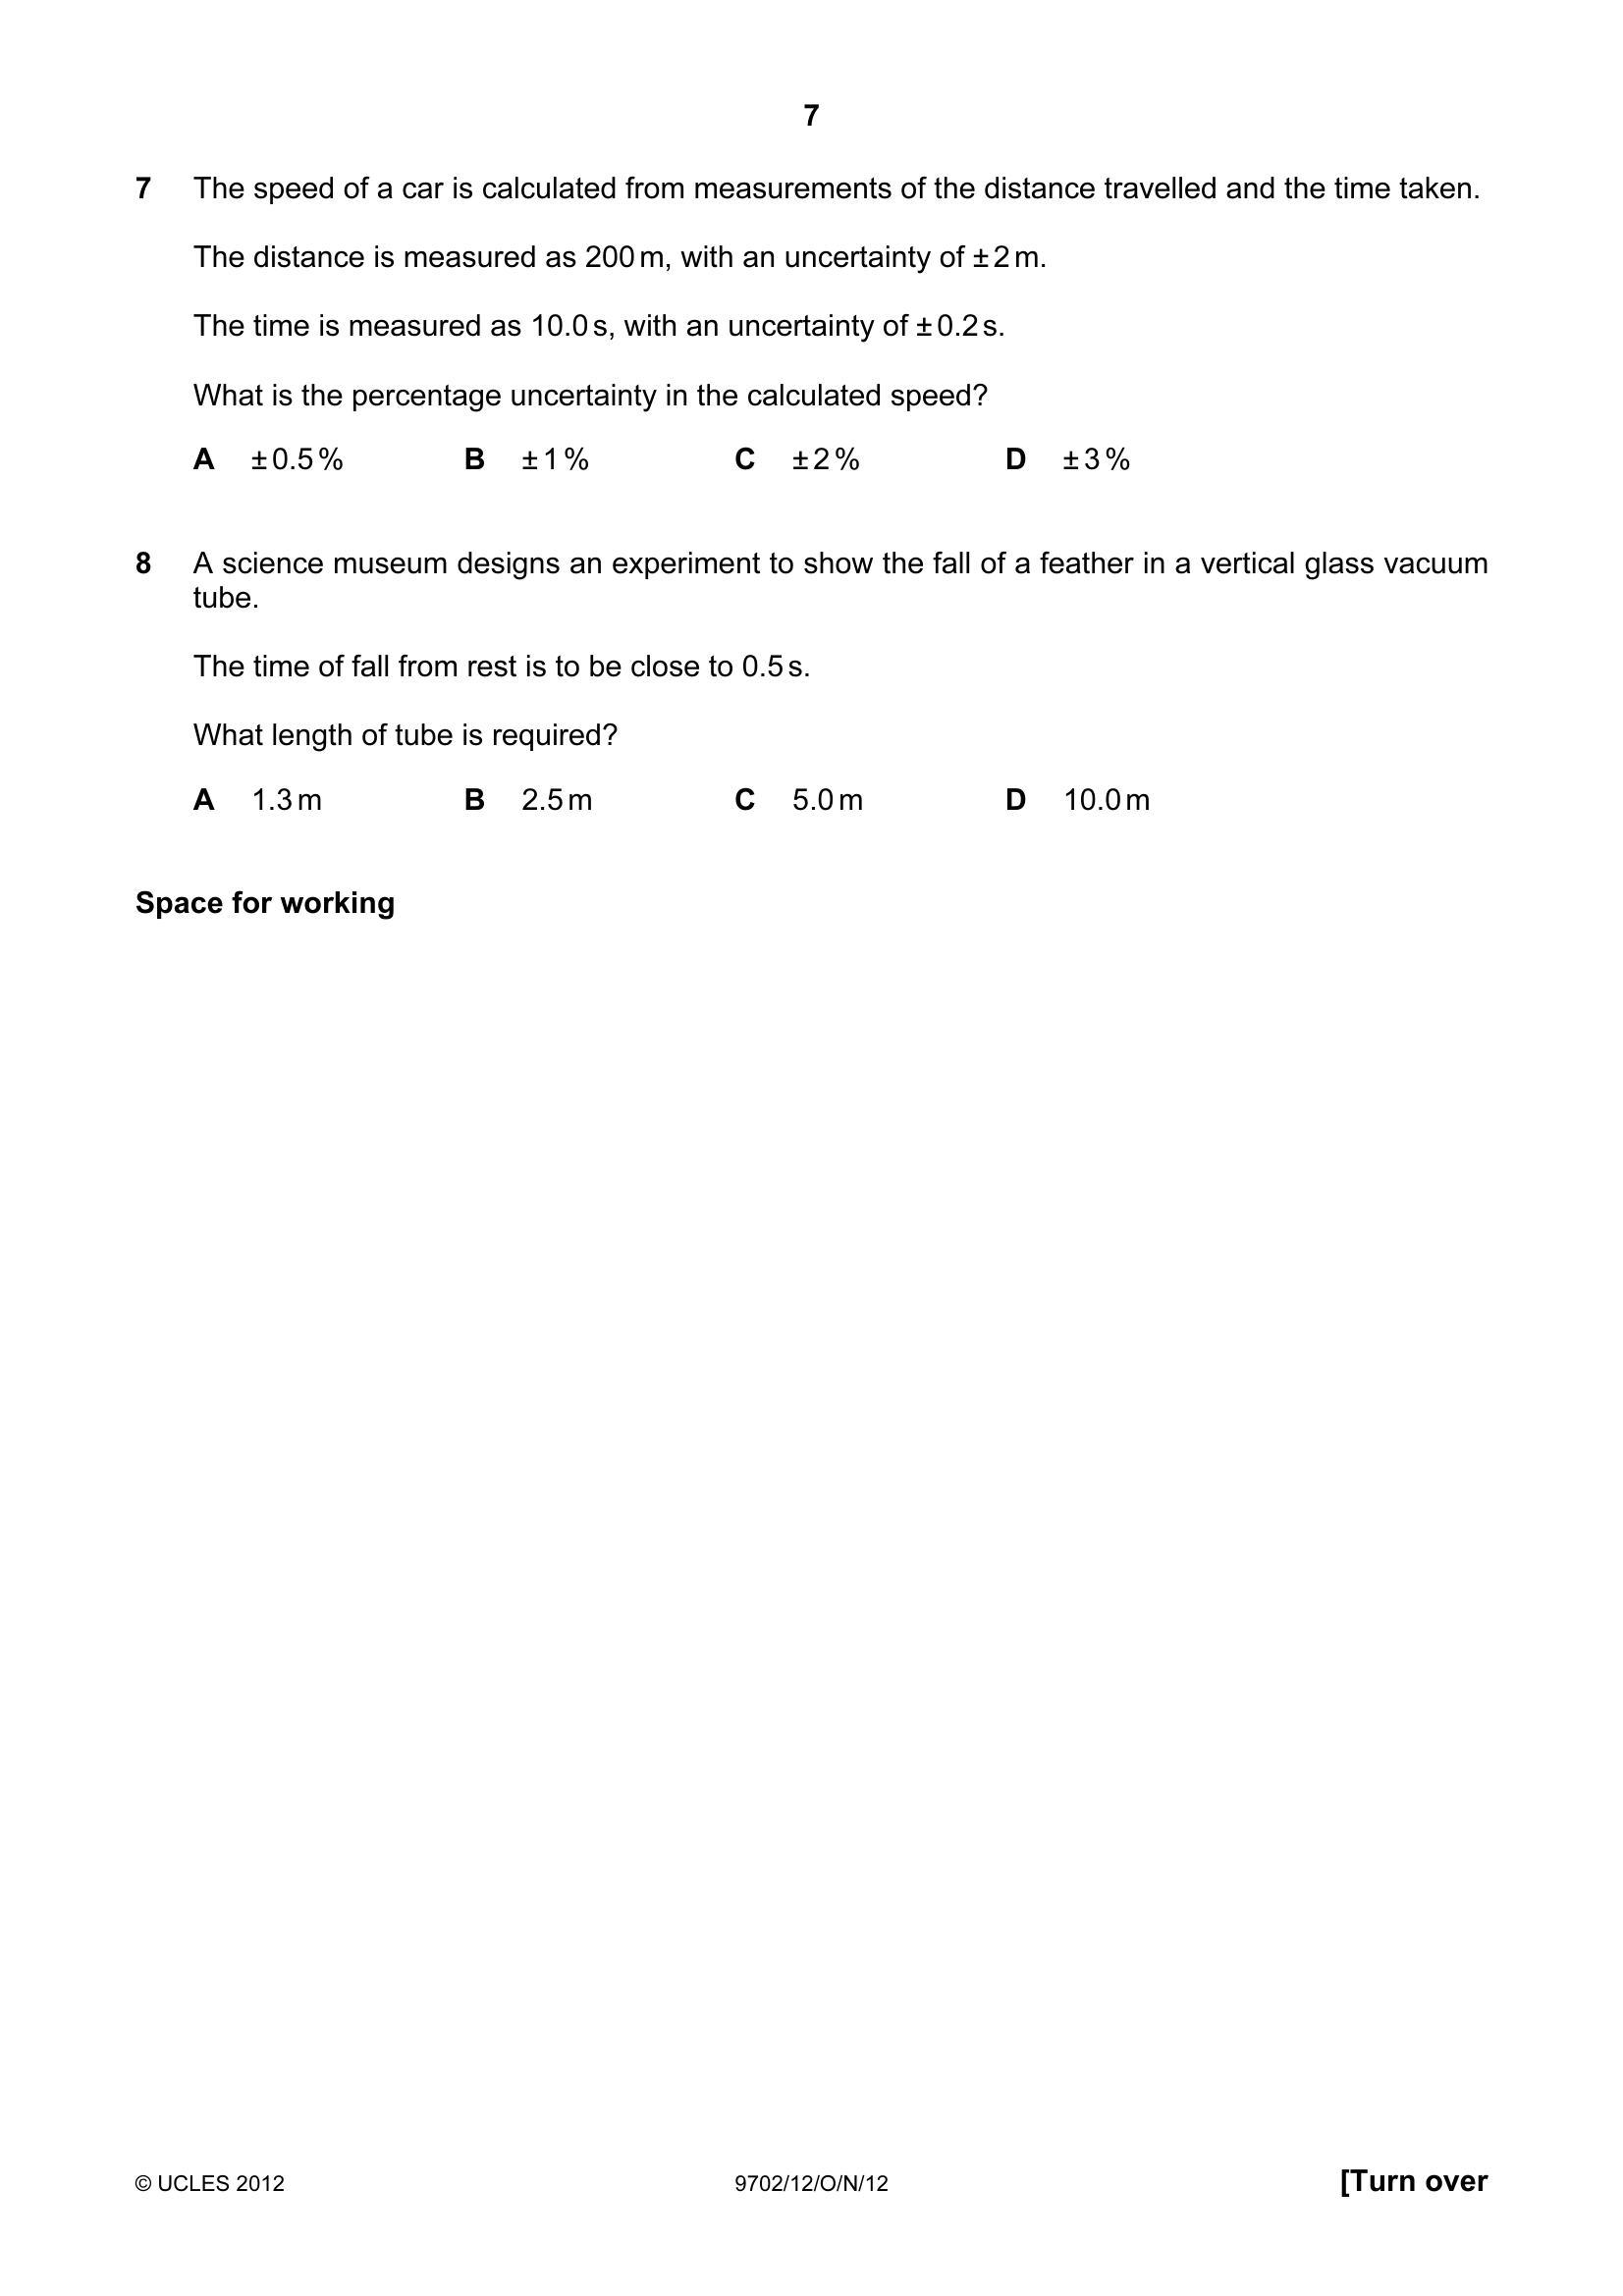 7
7 The speed of a car is calculated from measurements of the distance travelled and the time taken.
The distance is measured as 200 m, with an uncertainty of ± 2 m.
The time is measured as 10.0 s, with an uncertainty of ± 0.2 s.
What is the percentage uncertainty in the calculated speed?
A ± 0.5 % B ± 1 % C ± 2 % D ± 3 %
8 A science museum designs an experiment to show the fall of a feather in a vertical glass vacuum
tube.
The time of fall from rest is to be close to 0.5 s.
What length of tube is required?
A 1.3 m B 2.5 m C 5.0 m D 10.0 m
Space for working
© UCLES 2012 9702/12/O/N/12 [Turn over